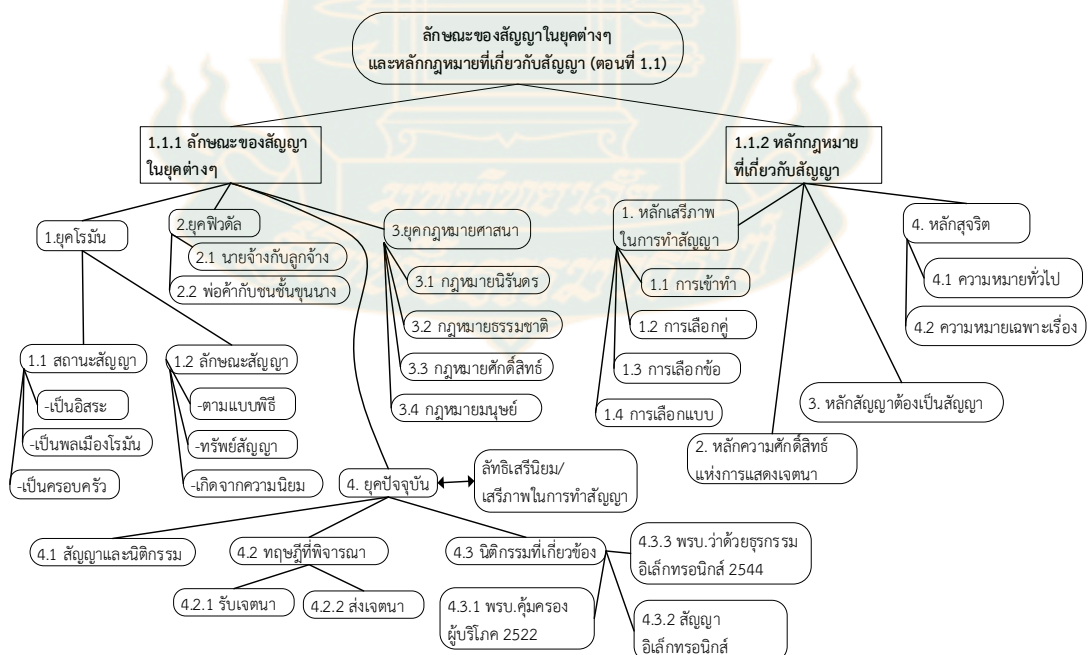 ลักษณะของสัญญาในยุคต่างๆ
และหลักกฎหมายที่เกี่ยวกับสัญญา (ตอนที่ 1.1)
1.1.1 ลักษณะของสัญญา
ในยุคต่างๆ
1.1.2 หลักกฎหมาย
ที่เกี่ยวกับสัญญา
1.ยุคโรมัน
1.1 สถานะสัญญา
-เป็นอิสระ
-เป็นพลเมืองโรมัน
-เป็นครอบครัว
1.2 ลักษณะสัญญา
-ตามแบบพิธี
-ทรัพย์สัญญา
-เกิดจากความนิยม
2.ยุคฟิวดัล
2.1 นายจ้างกับลูกจ้าง
2.2 พ่อค้ากับชนชั้นขุนนาง
3.ยุคกฎหมายศาสนา
3.1 กฎหมายนิรันดร
3.2 กฎหมายธรรมชาติ
3.3 กฎหมายศักดิ์สิทธิ์
3.4 กฎหมายมนุษย์
4. ยุคปัจจุบัน
ลัทธิเสรีนิยม/
เสรีภาพในการทำสัญญา
4.1 สัญญาและนิติกรรม
4.2 ทฤษฎีที่พิจารณา
4.2.1 รับเจตนา
4.2.2 ส่งเจตนา
4.3 นิติกรรมที่เกี่ยวข้อง
4.3.1 พรบ.คุ้มครอง
ผู้บริโภค 2522
4.3.2 สัญญา
อิเล็กทรอนิกส์
4.3.3 พรบ.ว่าด้วยธุรกรรม
อิเล็กทรอนิกส์ 2544
1. หลักเสรีภาพ
ในการทำสัญญา
1.1 การเข้าทำ
1.2 การเลือกคู่
1.3 การเลือกข้อ
1.4 การเลือกแบบ
2. หลักความศักดิ์สิทธ์
แห่งการแสดงเจตนา
3. หลักสัญญาต้องเป็นสัญญา
4. หลักสุจริต
4.1 ความหมายทั่วไป
4.2 ความหมายเฉพาะเรื่อง